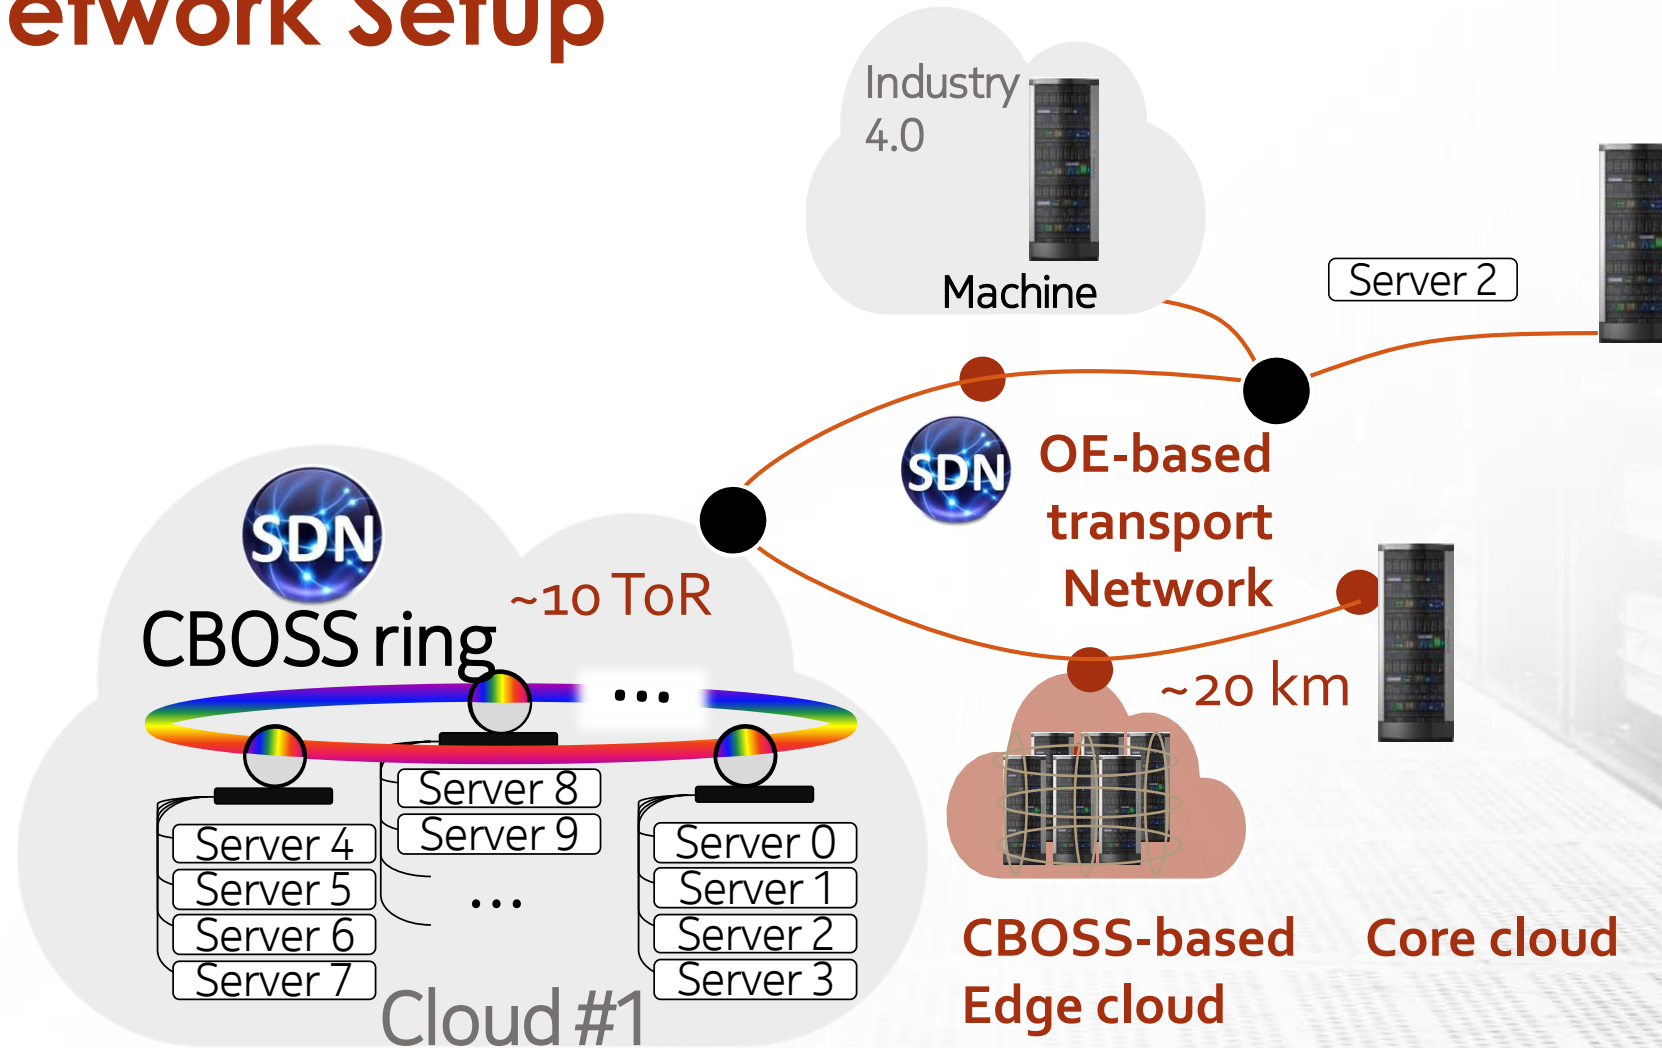 etwork Setup
Industry
4.0
Machine
Server 2
SDN
OE-based
transport
Network
SDN
~10 ToR
CBOSS ring
...
~20 km
Server 8
Server 9
...
Server 4
Server 5
Server 6
Server 7
Server 0
Server 1
Server 2
Server 3
Cloud #1
CBOSS-based
Edge cloud
Core cloud